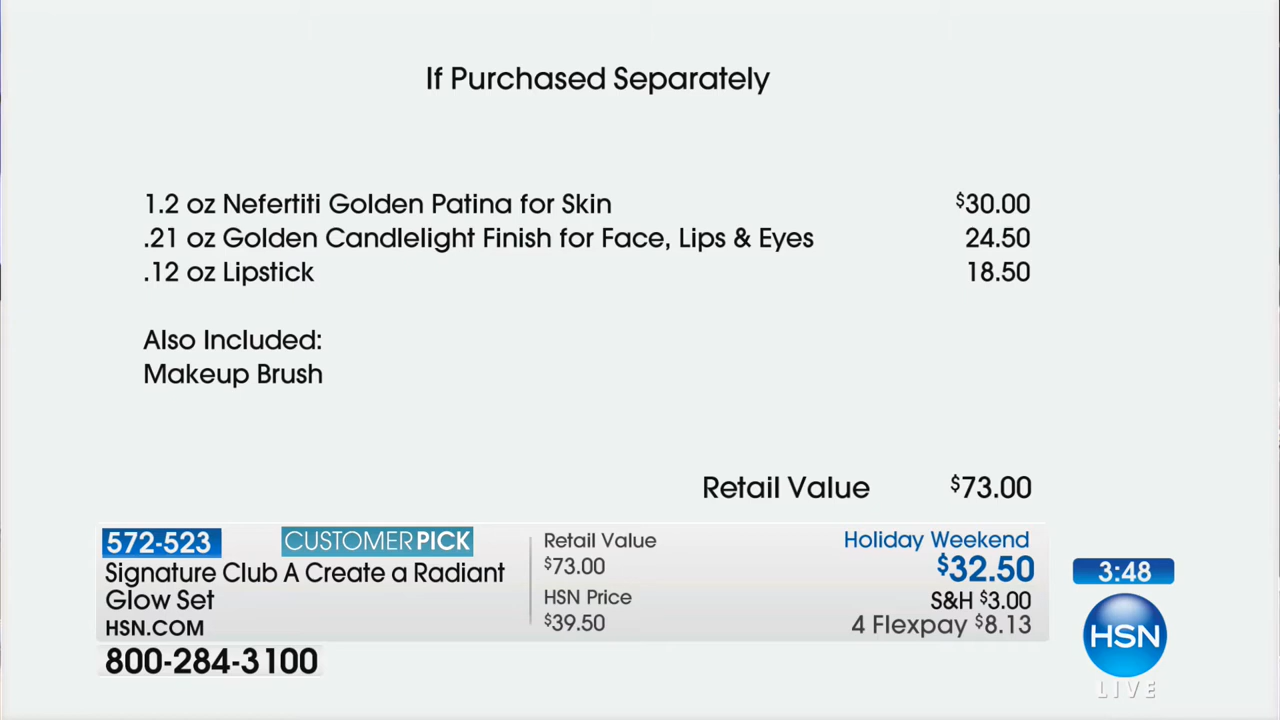 If Purchased Separately
1.2 oz Nefertiti Golden Patina for Skin $30.00
.21 oz Golden Candlelight Finish for Face, Lips & Eyes 24.50
.12 oz Lipstick 18.50
Also Included:
Makeup Brush
Retail Value $73.00
572-523 CUSTOMERPICK
Signature Club A Create a Radiant
Glow Set
HSN.COM
800-284-3100
Retail Value
$73.00
HSN Price
$39.50
Holiday Weekend
$32.50
S&H $3.00
4 Flexpay $8.13
3:48
HSN
LIVE